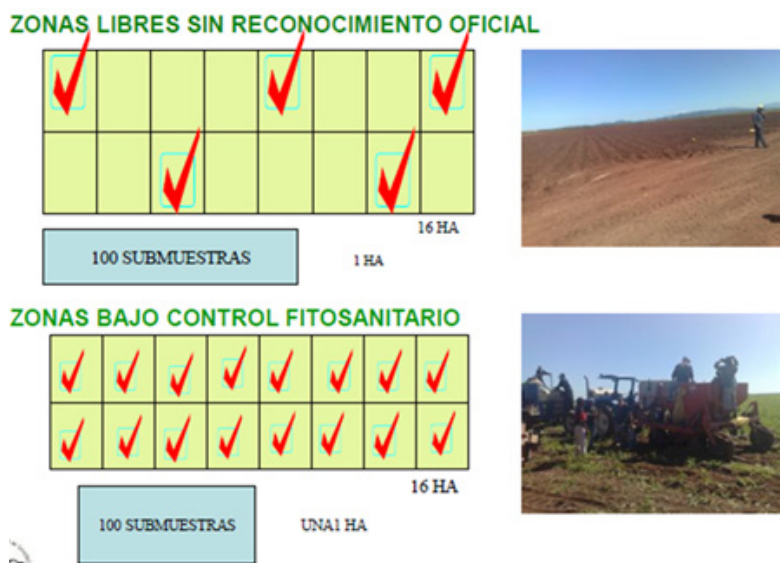 ZONAS LIBRES SIN RECONOCIMIENTO OFICIAL
16 HA
100 SUBMUESTRAS
1 HA
ZONAS BAJO CONTROL FITOSANITARIO
16 HA
100 SUBMUESTRAS
UNA1 HA